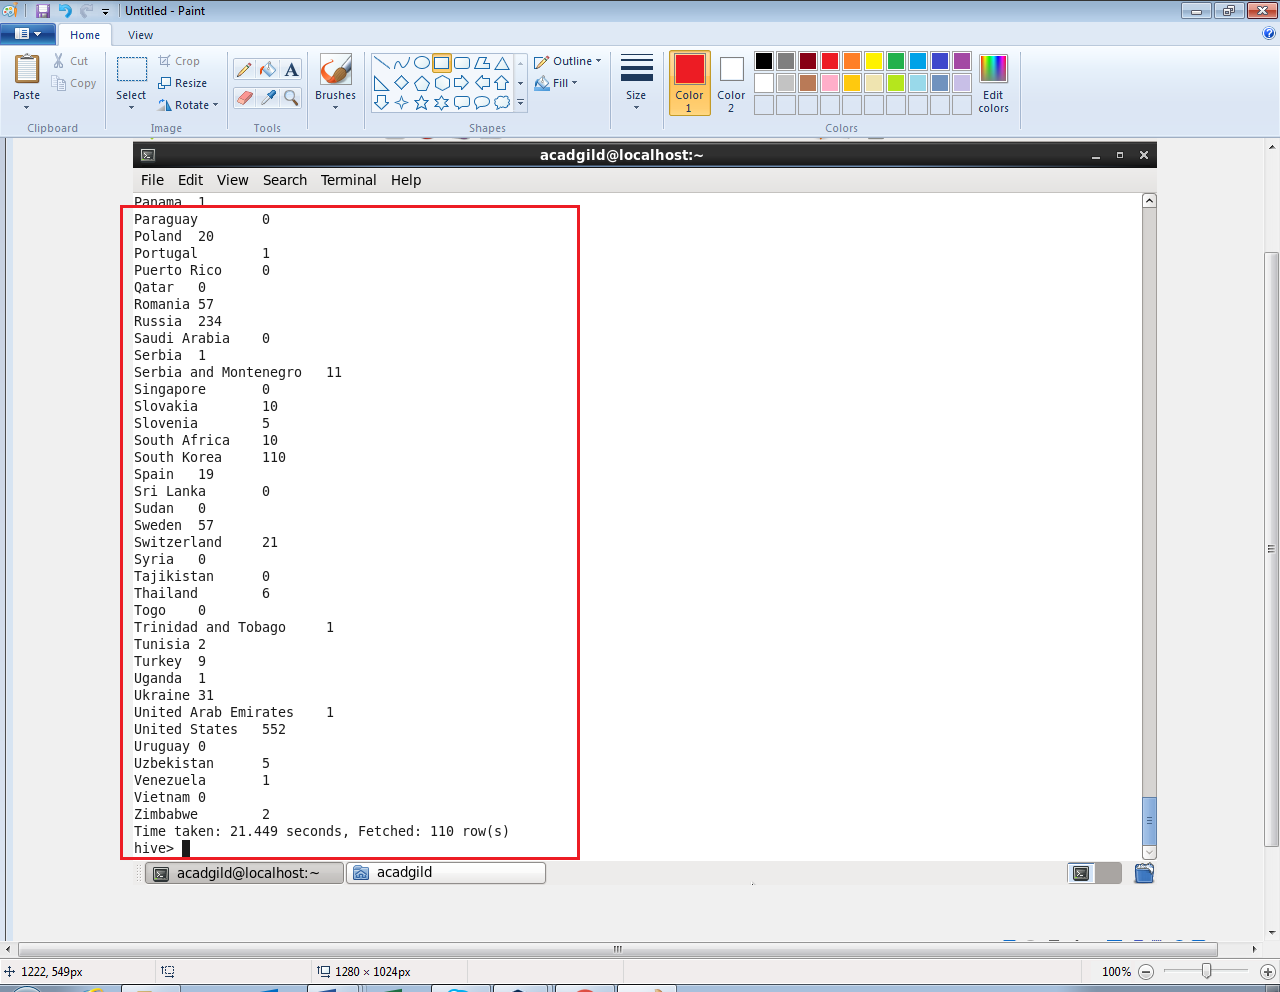 Untitled - Paint
Home View
Paste
Cut
Copy
Clipboard
Select
Crop
Resize
Rotate
Image
A
Tools
Brushes
Outline
Fill
Shapes
Size
Color 1
Color 2
Edit colors
Colors
acadgild@localhost:~
File Edit View Search Terminal Help
Panama 1
Paraguay 0
Poland 20
Portugal 1
Puerto Rico 0
Qatar 0
Romania 57
Russia 234
Saudi Arabia 0
Serbia 1
Serbia and Montenegro 11
Singapore 0
Slovakia 10
Slovenia 5
South Africa 10
South Korea 110
Spain 19
Sri Lanka 0
Sudan 0
Sweden 57
Switzerland 21
Syria 0
Tajikistan 0
Thailand 6
Togo 0
Trinidad and Tobago 1
Tunisia 2
Turkey 9
Uganda 1
Ukraine 31
United Arab Emirates 1
United States 552
Uruguay 0
Uzbekistan 5
Venezuela 1
Vietnam 0
Zimbabwe 2
Time taken: 21.449 seconds, Fetched: 110 row(s)
hive>
acadgild@localhost:~ acadgild
1222, 549px 1280 × 1024px 100%